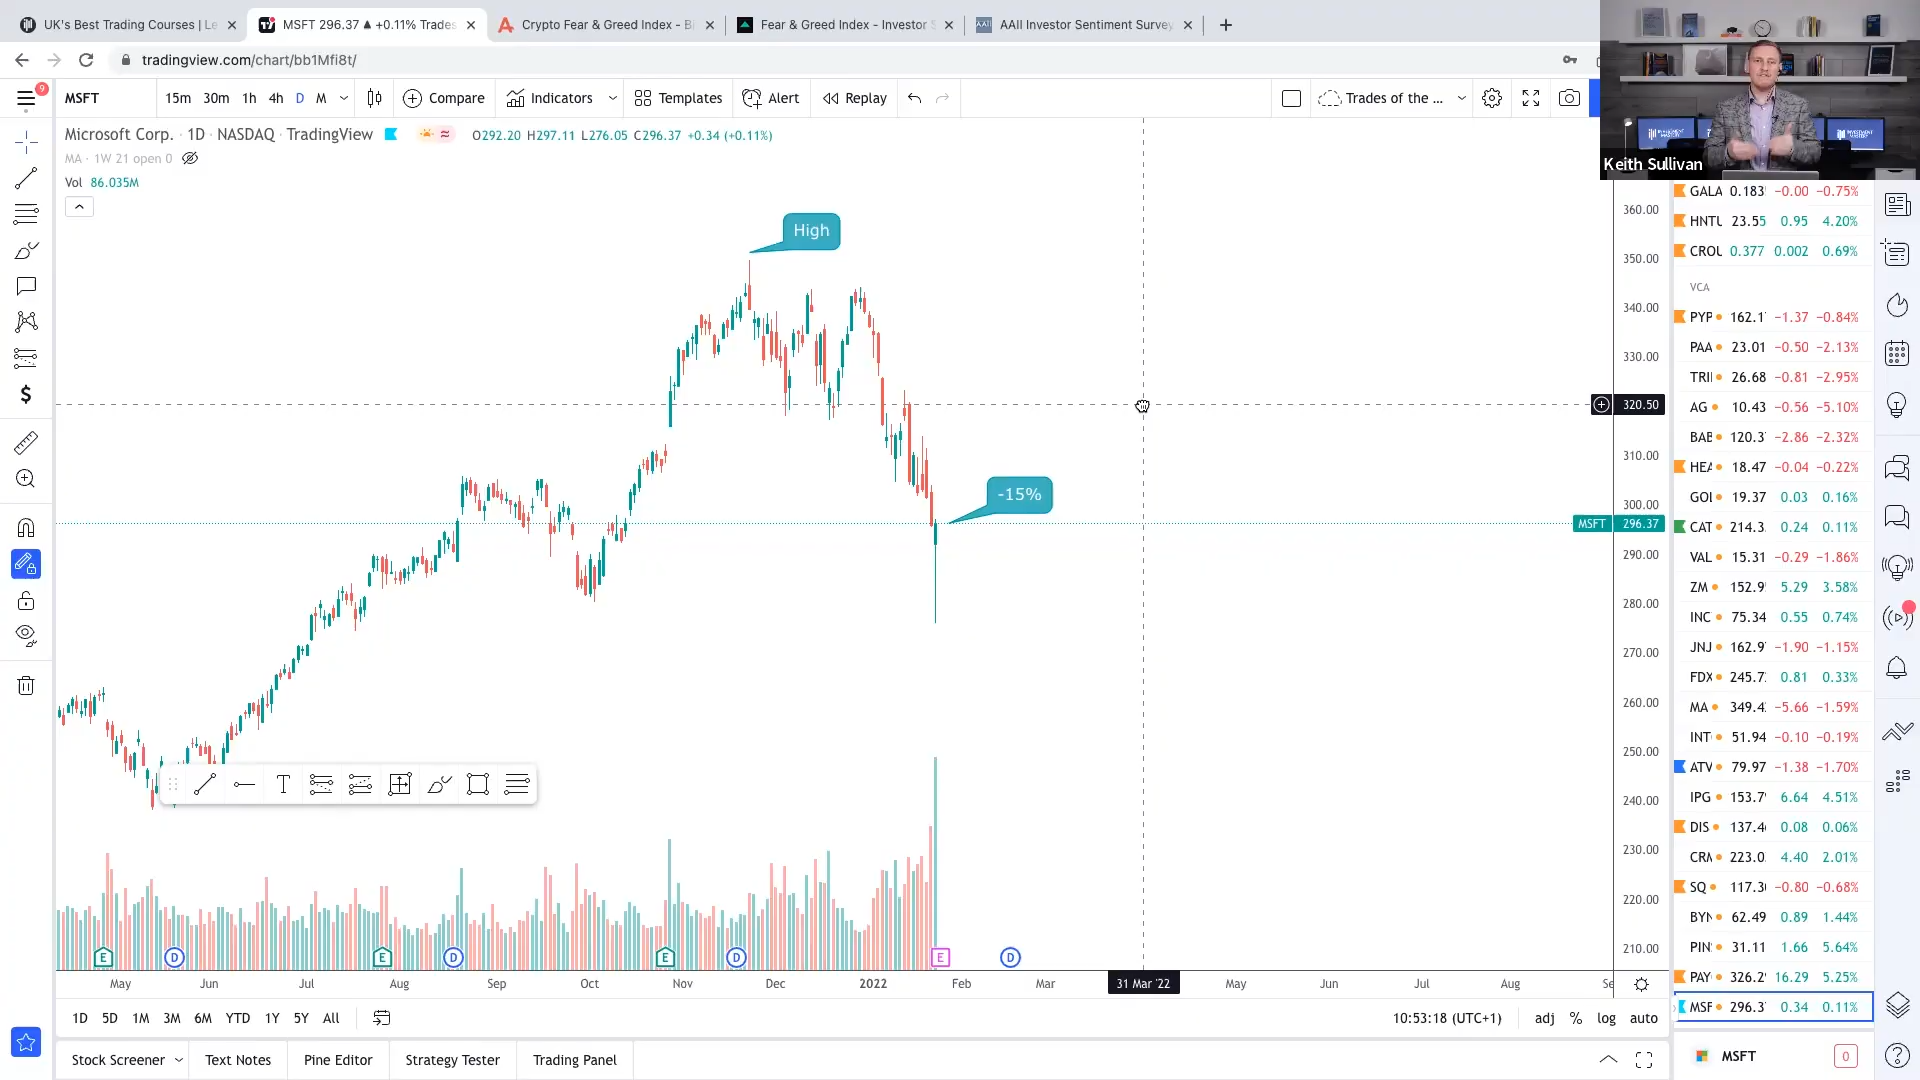 UK's Best Trading Courses | Le
MSFT 296.37 ▲ +0.11% Trades
Crypto Fear & Greed Index - Bi
Fear & Greed Index - Investor S
AAII Investor Sentiment Survey
tradingview.com/chart/bb1Mfi8t/
Keith Sullivan
9
MSFT
15m 30m 1h 4h D M
Compare
Indicators
Templates
Alert
Replay
Trades of the ...
Microsoft Corp. · 1D · NASDAQ · TradingView
O292.20 H297.11 L276.05 C296.37 +0.34 (+0.11%)
MA · 1W 21 open 0
Vol 86.035M
High
-15%
360.00
350.00
340.00
330.00
320.50
310.00
300.00
MSFT 296.37
290.00
280.00
270.00
260.00
250.00
240.00
230.00
220.00
210.00
GALA 0.183 −0.00 −0.75%
HNTL 23.55 0.95 4.20%
CROU 0.377 0.002 0.69%
VCA
PYP 162.1 −1.37 −0.84%
PAA 23.01 −0.50 −2.13%
TRI 26.68 −0.81 −2.95%
AG 10.43 −0.56 −5.10%
BAB 120.3 −2.86 −2.32%
HEA 18.47 −0.04 −0.22%
GOL 19.37 0.03 0.16%
CAT 214.3 0.24 0.11%
VAL 15.31 −0.29 −1.86%
ZM 152.9 5.29 3.58%
INC 75.34 0.55 0.74%
JNJ 162.9 −1.90 −1.15%
FDX 245.7 0.81 0.33%
MA 349.4 −5.66 −1.59%
INT 51.94 −0.10 −0.19%
ATV 79.97 −1.38 −1.70%
IPG 153.7 6.64 4.51%
DIS 137.4 0.08 0.06%
CRM 223.0 4.40 2.01%
SQ 117.3 −0.80 −0.68%
BYN 62.49 0.89 1.44%
PIN 31.11 1.66 5.64%
PAY 326.2 16.29 5.25%
MSF 296.3 0.34 0.11%
E D E D E D E D
May Jun Jul Aug Sep Oct Nov Dec 2022 Feb Mar 31 Mar '22 May Jun Jul Aug Se
1D 5D 1M 3M 6M YTD 1Y 5Y All
10:53:18 (UTC+1)
adj % log auto
Stock Screener
Text Notes
Pine Editor
Strategy Tester
Trading Panel
MSFT
0